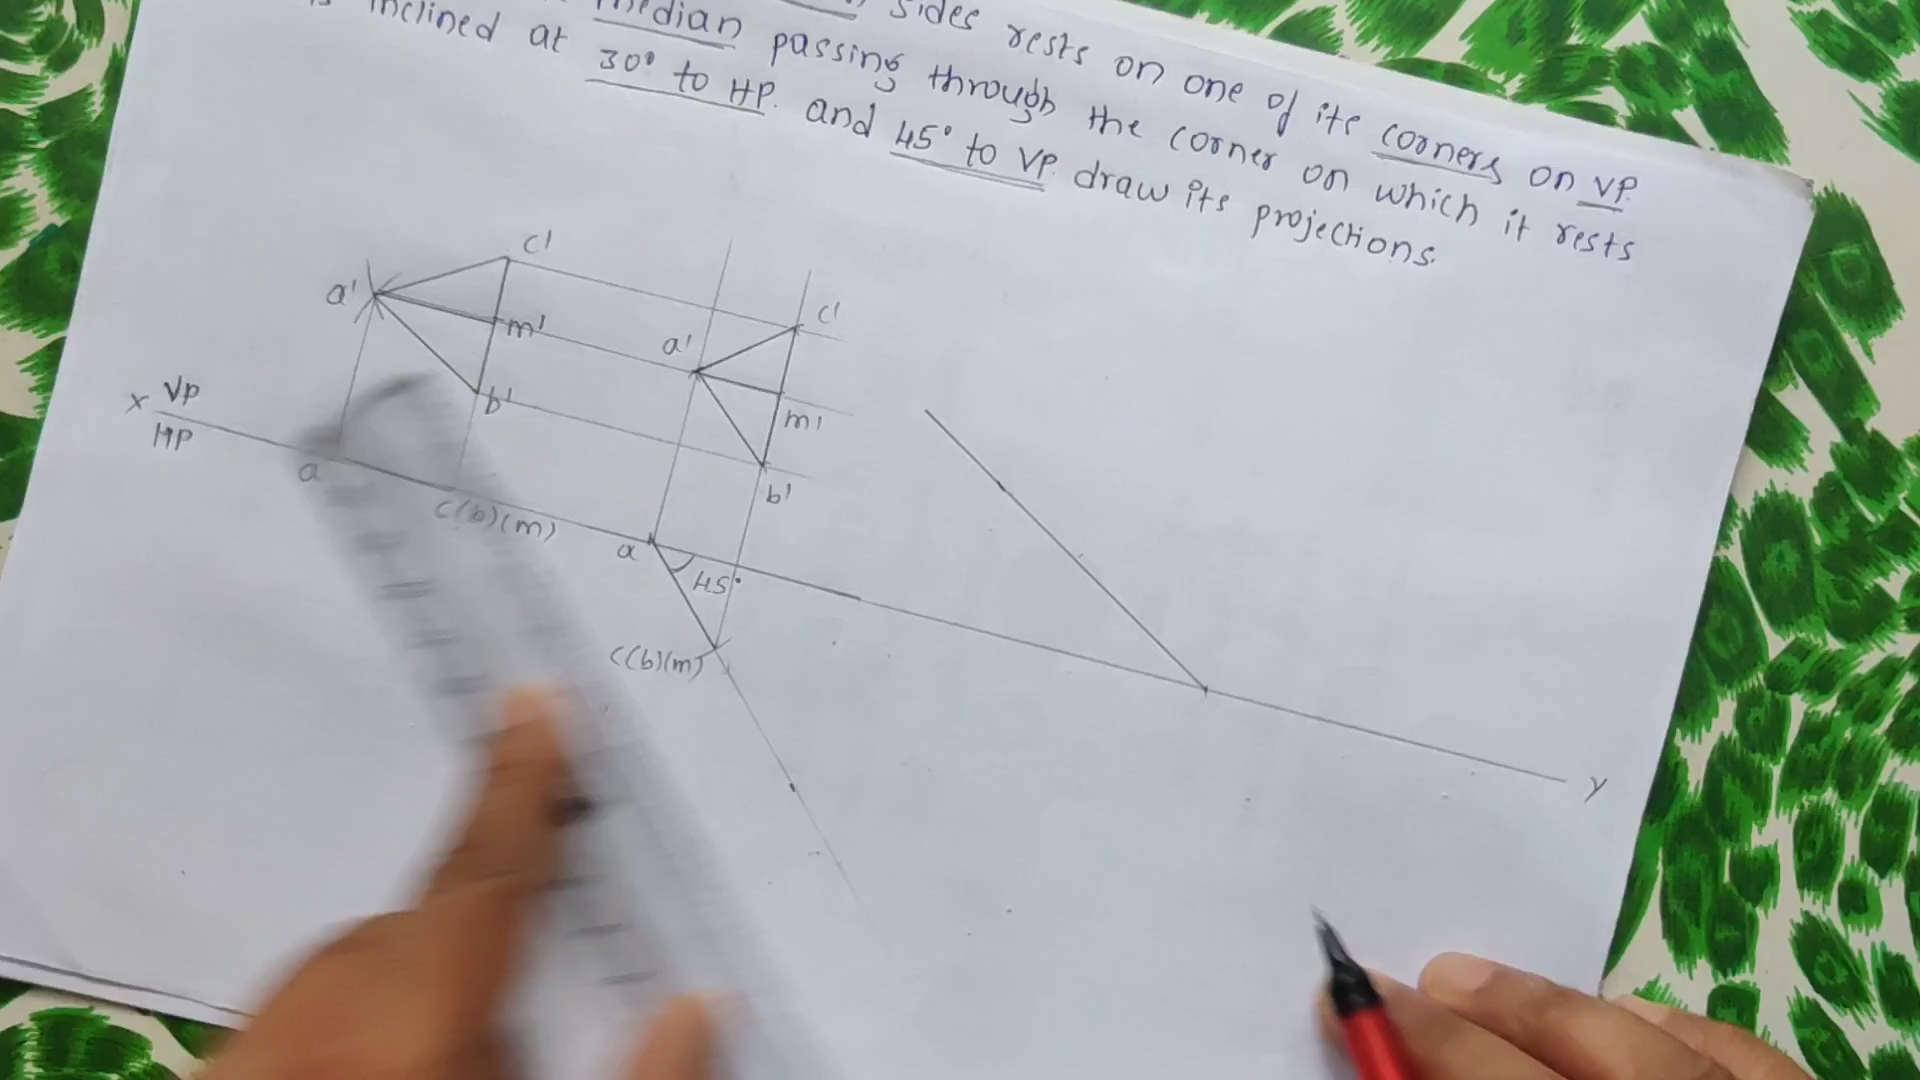 sides rests on one of its corners on VP.
median passing through the corner on which it rests
inclined at 30° to HP. and 45° to VP. draw its projections.
c'
a'
m'
b'
c'
a'
m'
b'
x VP
HP
a
c(b)(m)
a
45°
c(b)(m)
y